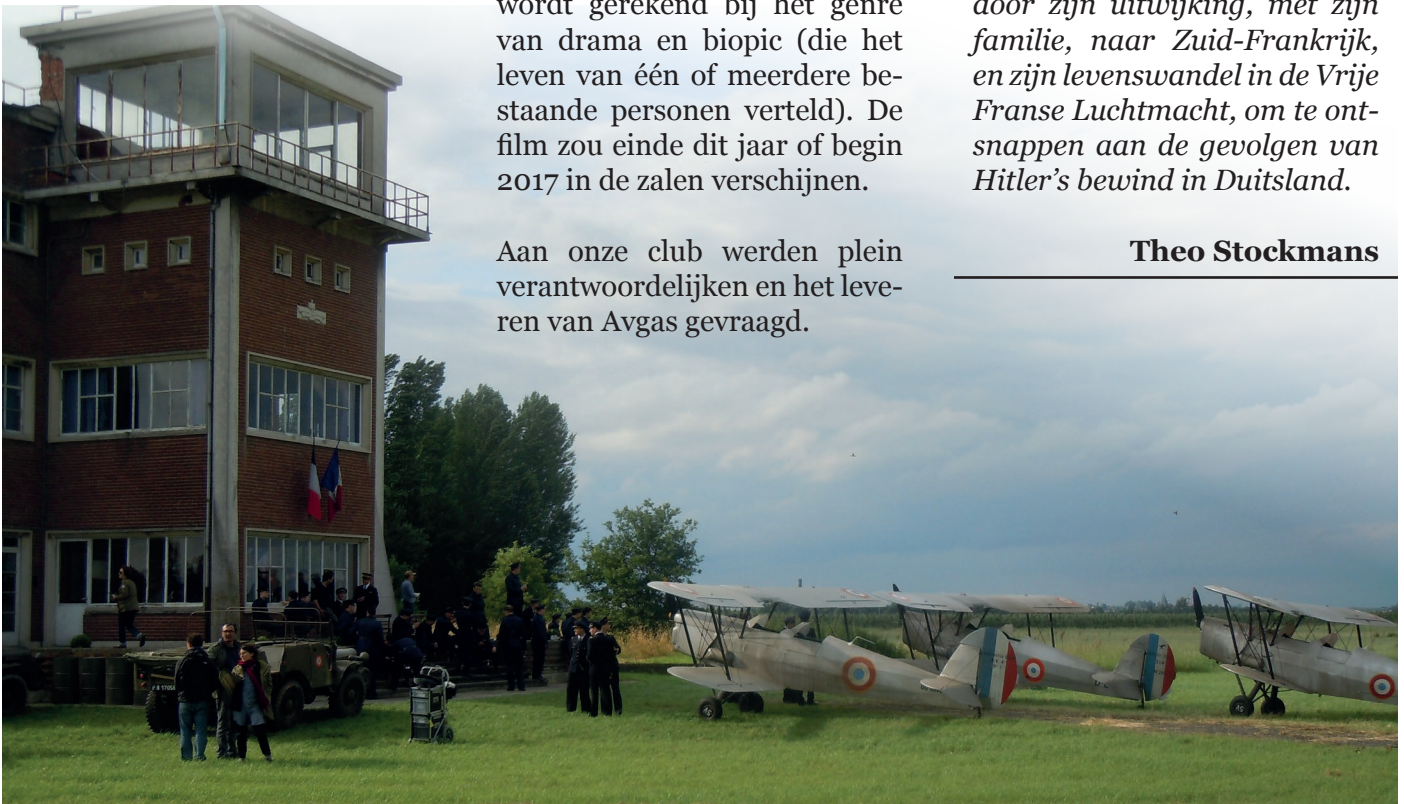 wordt gerekend bij het genre
van drama en biopic (die het
leven van één of meerdere be-
staande personen verteld). De
film zou einde dit jaar of begin
2017 in de zalen verschijnen.
Aan onze club werden plein
verantwoordelijken en het leve-
ren van Avgas gevraagd.
door zijn uitwijking, met zijn
familie, naar Zuid-Frankrijk,
en zijn levenswandel in de Vrije
Franse Luchtmacht, om te ont-
snappen aan de gevolgen van
Hitler's bewind in Duitsland.
Theo Stockmans